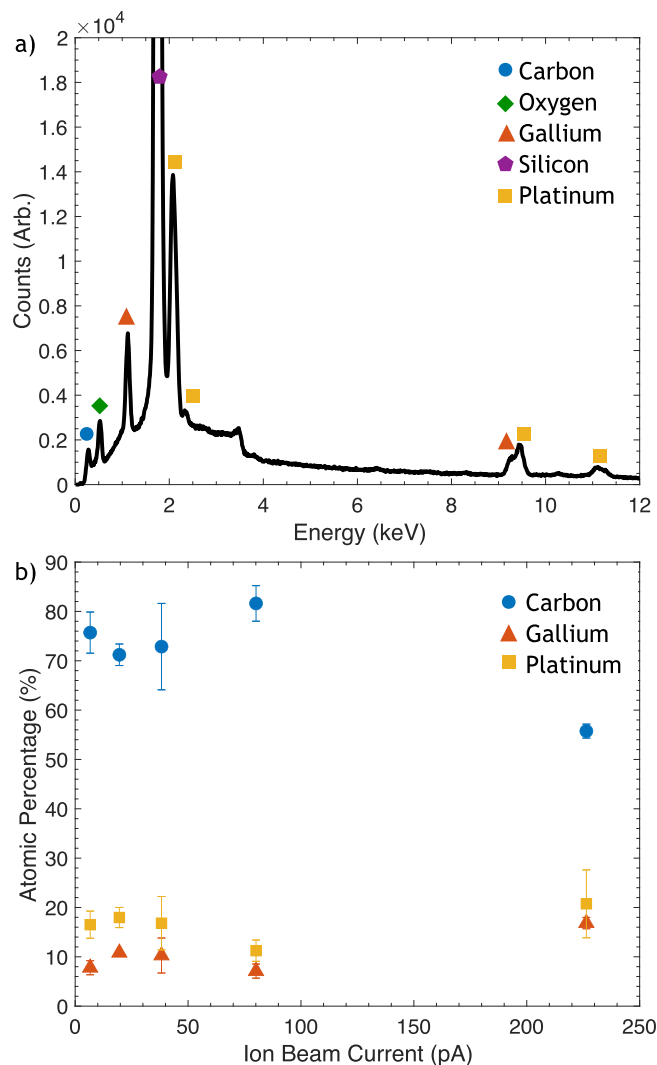 a)
×10⁴
2
1.8
1.6
1.4
1.2
1
0.8
0.6
0.4
0.2
0
Counts (Arb.)
Carbon
Oxygen
Gallium
Silicon
Platinum
0 2 4 6 8 10 12
Energy (keV)
b)
90
80
70
60
50
40
30
20
10
0
Atomic Percentage (%)
Carbon
Gallium
Platinum
0 50 100 150 200 250
Ion Beam Current (pA)